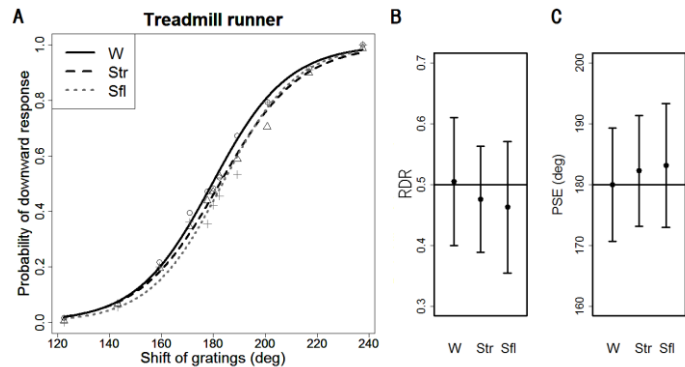 A
Treadmill runner
W
Str
Sfl
Probability of downward response
0.0
0.2
0.4
0.6
0.8
1.0
120
140
160
180
200
220
240
Shift of gratings (deg)
B
RDR
0.3
0.4
0.5
0.6
0.7
W Str Sfl
C
PSE (deg)
160
170
180
190
200
W Str Sfl